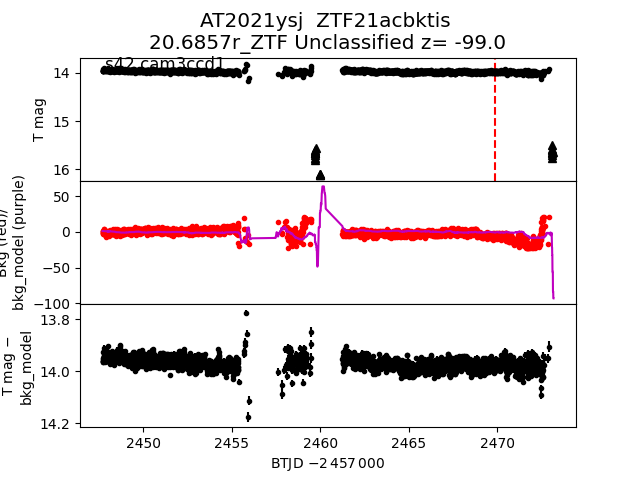 AT2021ysj  ZTF21acbktis
20.6857r_ZTF Unclassified z= -99.0
s42 cam3ccd1
14
15
16
T mag
50
0
−50
−100
Bkg (red)/
bkg_model (purple)
13.8
14.0
14.2
T mag −
bkg_model
2450
2455
2460
2465
2470
BTJD −2 457 000